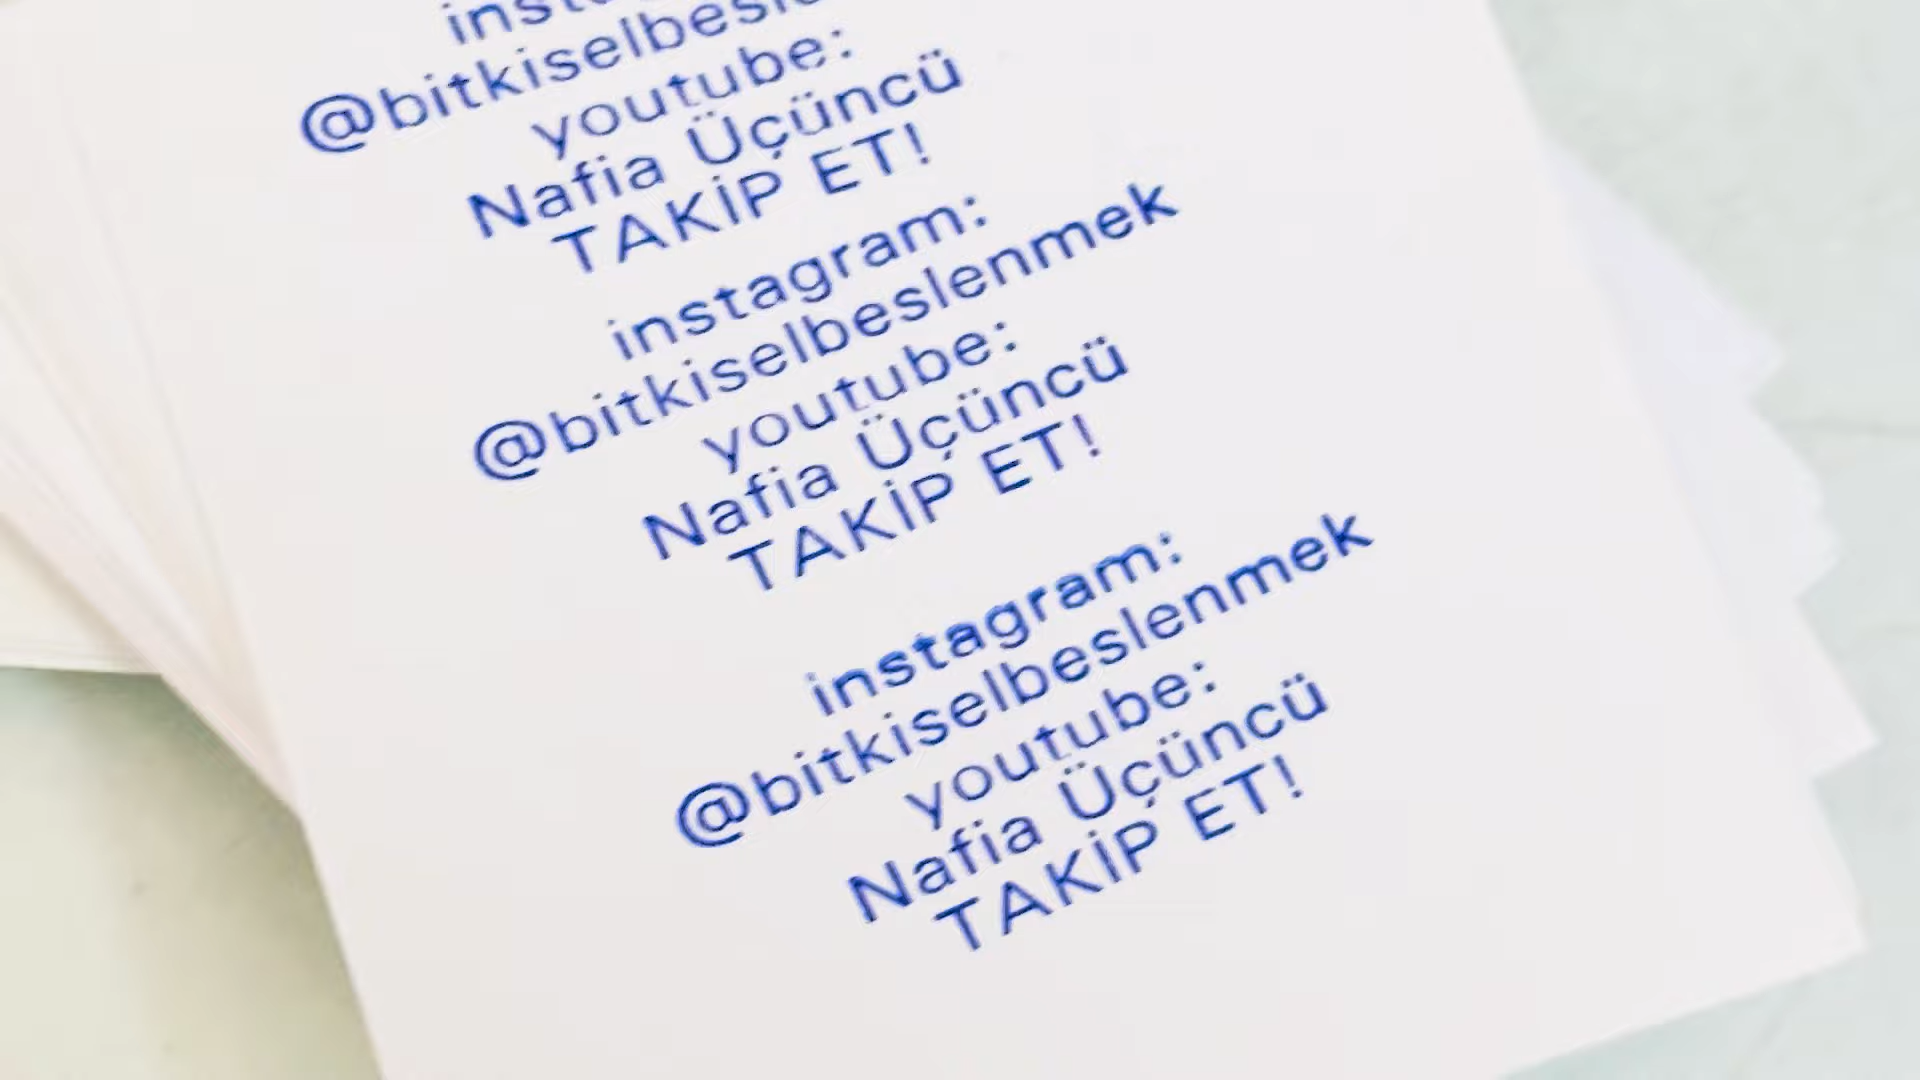 @bitkiselbesl
youtube:
Nafia Üçüncü
TAKİP ET!
instagram:
@bitkiselbeslenmek
youtube:
Nafia Üçüncü
TAKİP ET!
instagram:
@bitkiselbeslenmek
youtube:
Nafia Üçüncü
TAKİP ET!